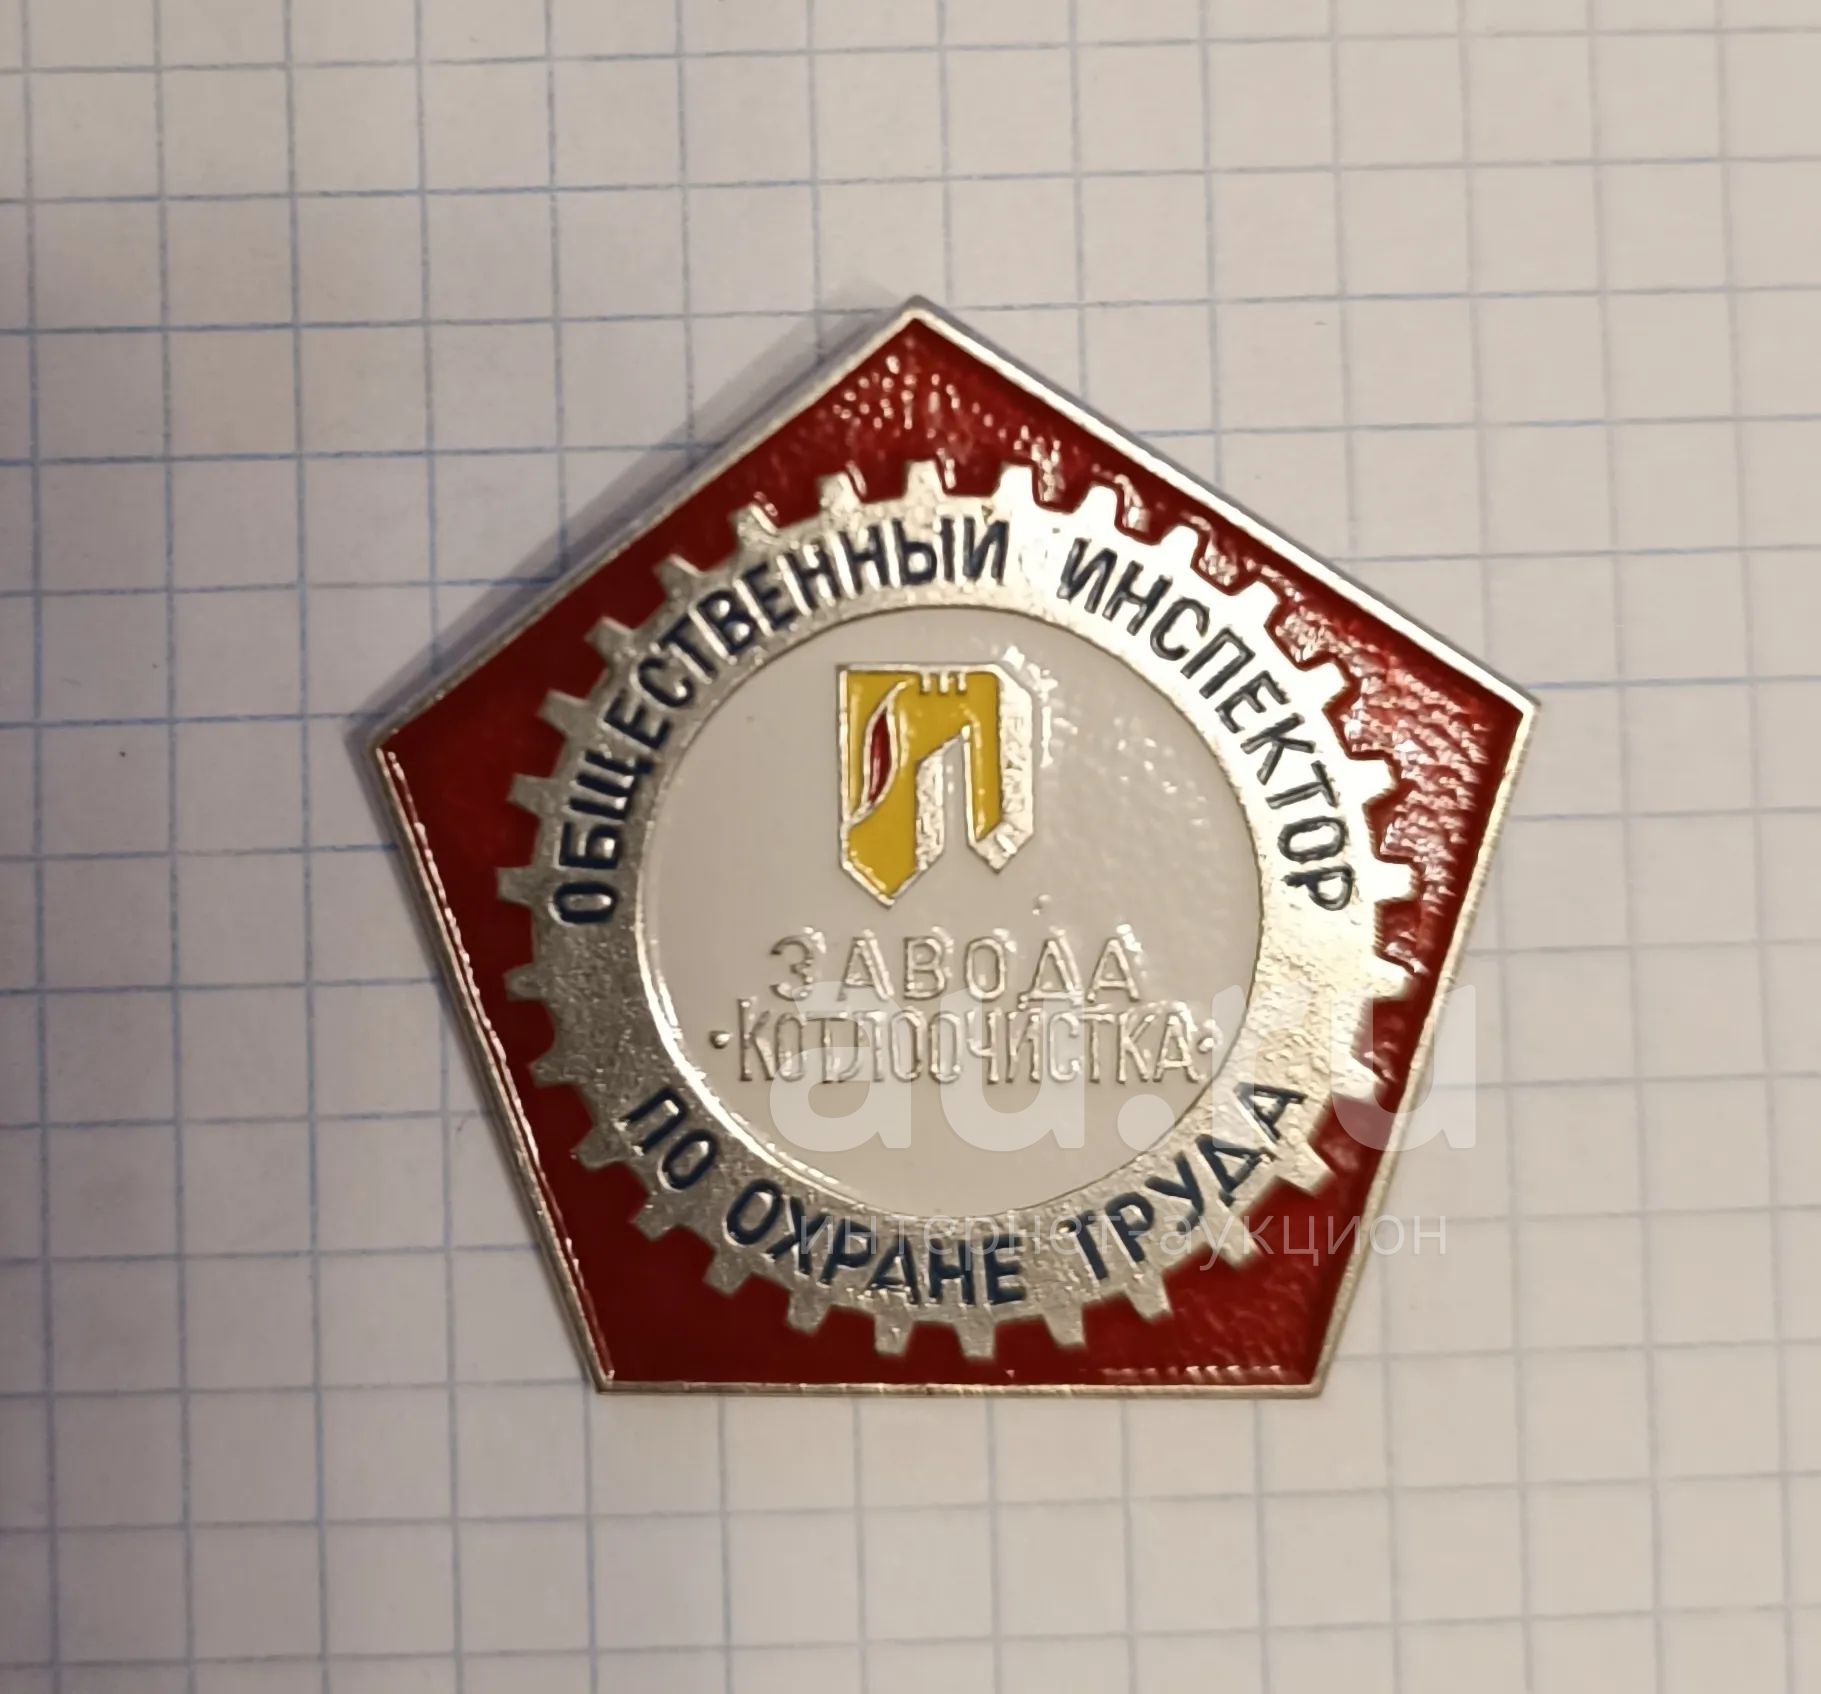 ОБЩЕСТВЕННЫЙ ИНСПЕКТОР
ЗАВОДА
·КОТЛООЧИСТКА·
ПО ОХРАНЕ ТРУДА
au.ru
интернет-аукцион